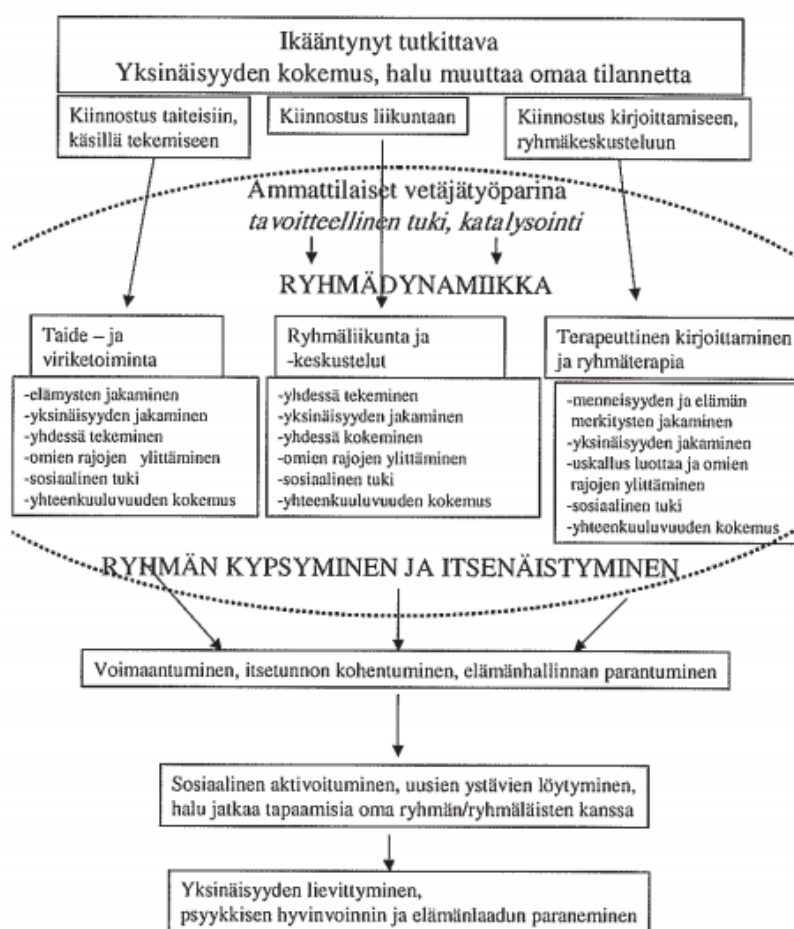 Ikääntynyt tutkittava
Yksinäisyyden kokemus, halu muuttaa omaa tilannetta
Kiinnostus taiteisiin,
käsillä tekemiseen
Kiinnostus liikuntaan
Kiinnostus kirjoittamiseen,
ryhmäkeskusteluun
Ammattilaiset vetäjätyöparina
tavoitteellinen tuki, katalysointi
RYHMÄDYNAMIIKKA
Taide – ja
viriketoiminta
-elämysten jakaminen
-yksinäisyyden jakaminen
-yhdessä tekeminen
-omien rajojen ylittäminen
-sosiaalinen tuki
-yhteenkuuluvuuden kokemus
Ryhmäliikunta ja
-keskustelut
-yhdessä tekeminen
-yksinäisyyden jakaminen
-yhdessä kokeminen
-omien rajojen ylittäminen
-sosiaalinen tuki
-yhteenkuuluvuuden kokemus
Terapeuttinen kirjoittaminen
ja ryhmäterapia
-menneisyyden ja elämän
merkitysten jakaminen
-yksinäisyyden jakaminen
-uskallus luottaa ja omien
rajojen ylittäminen
-sosiaalinen tuki
-yhteenkuuluvuuden kokemus
RYHMÄN KYPSYMINEN JA ITSENÄISTYMINEN
Voimaantuminen, itsetunnon kohentuminen, elämänhallinnan parantuminen
Sosiaalinen aktivoituminen, uusien ystävien löytyminen,
halu jatkaa tapaamisia oma ryhmän/ryhmäläisten kanssa
Yksinäisyyden lievittyminen,
psyykkisen hyvinvoinnin ja elämänlaadun paraneminen